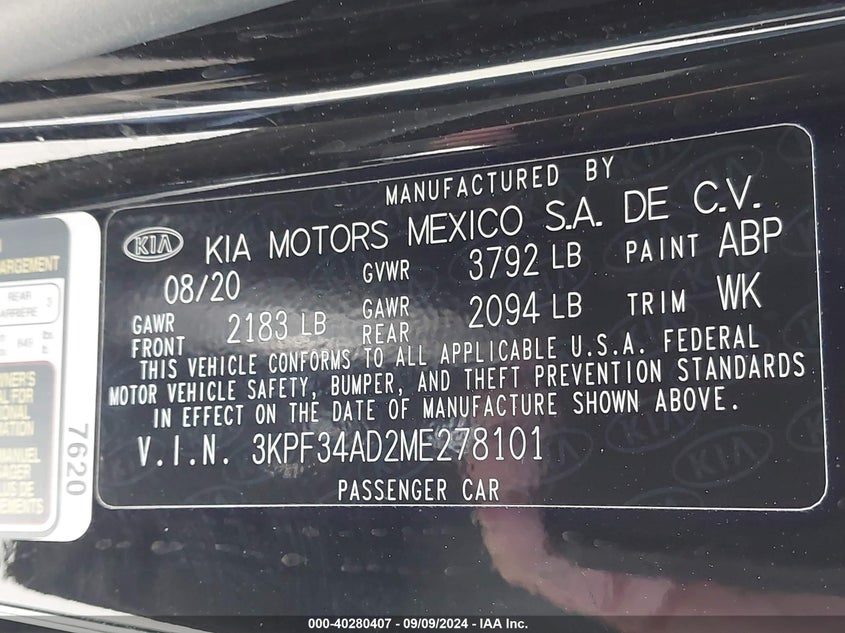 MANUFACTURED BY
KIA KIA MOTORS MEXICO S.A. DE C.V.
08/20 GVWR 3792 LB PAINT ABP
GAWR FRONT 2183 LB GAWR REAR 2094 LB TRIM WK
THIS VEHICLE CONFORMS TO ALL APPLICABLE U.S.A. FEDERAL
MOTOR VEHICLE SAFETY, BUMPER, AND THEFT PREVENTION STANDARDS
IN EFFECT ON THE DATE OF MANUFACTURE SHOWN ABOVE.
V.I.N. 3KPF34AD2ME278101
PASSENGER CAR
REAR 3
7620
000-40280407 - 09/09/2024 - IAA Inc.